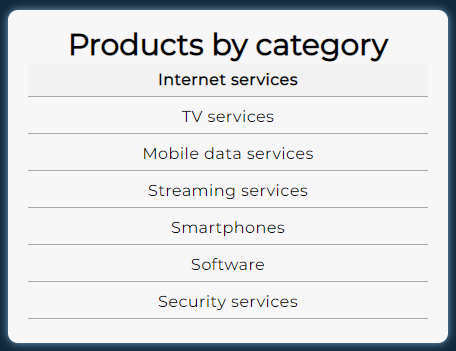 Products by category
Internet services
TV services
Mobile data services
Streaming services
Smartphones
Software
Security services